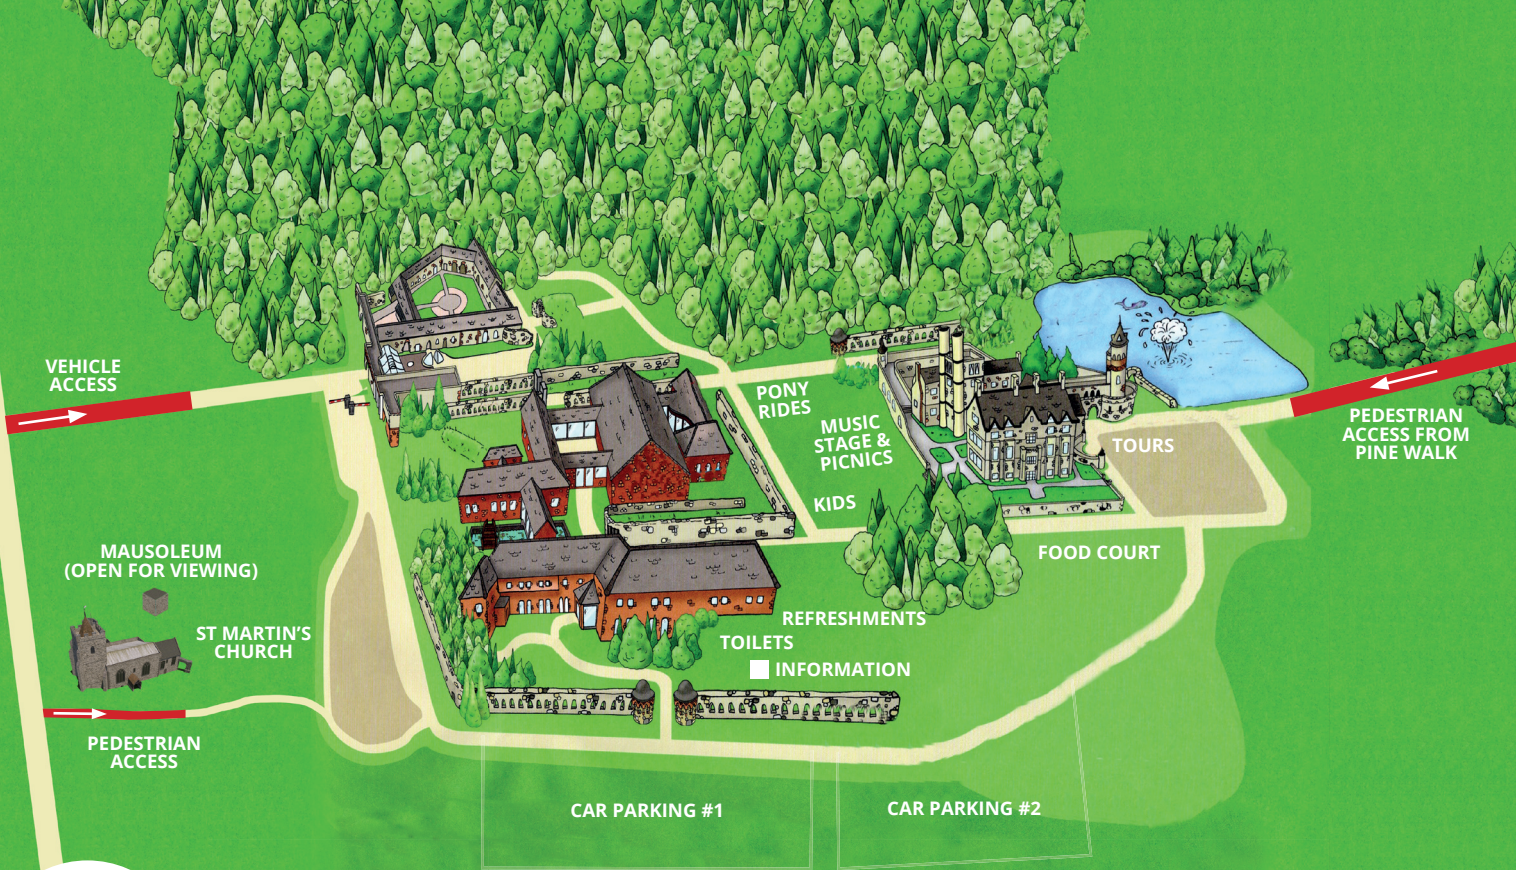 VEHICLE
ACCESS
PONY
RIDES
MUSIC
STAGE &
PICNICS
KIDS
TOURS
PEDESTRIAN
ACCESS FROM
PINE WALK
FOOD COURT
MAUSOLEUM
(OPEN FOR VIEWING)
ST MARTIN'S
CHURCH
REFRESHMENTS
TOILETS
INFORMATION
PEDESTRIAN
ACCESS
CAR PARKING #1
CAR PARKING #2